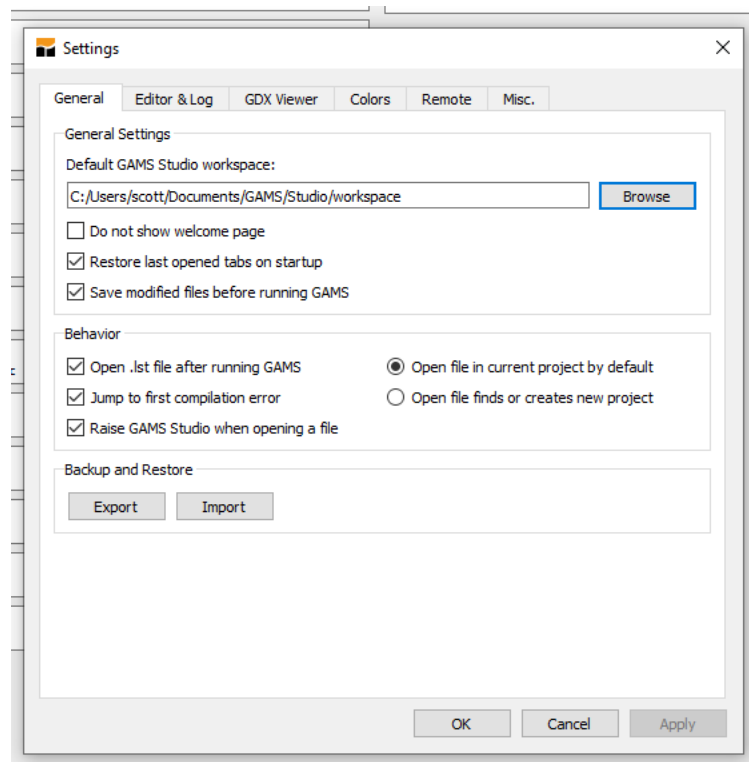 Settings
General Editor & Log GDX Viewer Colors Remote Misc.
General Settings
Default GAMS Studio workspace:
C:/Users/scott/Documents/GAMS/Studio/workspace Browse
Do not show welcome page
Restore last opened tabs on startup
Save modified files before running GAMS
Behavior
Open .lst file after running GAMS Open file in current project by default
Jump to first compilation error Open file finds or creates new project
Raise GAMS Studio when opening a file
Backup and Restore
Export Import
OK Cancel Apply